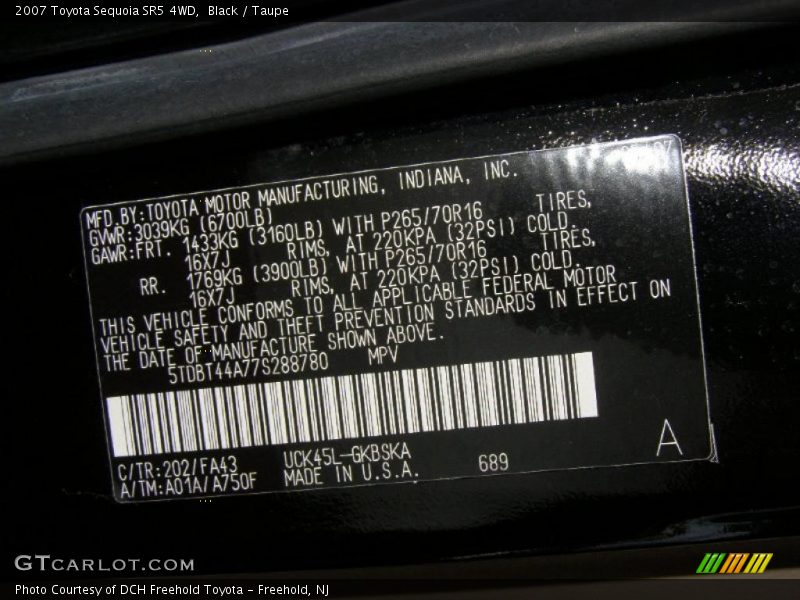 2007 Toyota Sequoia SR5 4WD, Black / Taupe
MFD.BY:TOYOTA MOTOR MANUFACTURING, INDIANA, INC.
GVWR:3039KG (6700LB)
GAWR:FRT. 1433KG (3160LB) WITH P265/70R16 TIRES,
16X7J RIMS, AT 220KPA (32PSI) COLD.
RR. 1769KG (3900LB) WITH P265/70R16 TIRES,
16X7J RIMS, AT 220KPA (32PSI) COLD.
THIS VEHICLE CONFORMS TO ALL APPLICABLE FEDERAL MOTOR
VEHICLE SAFETY AND THEFT PREVENTION STANDARDS IN EFFECT ON
THE DATE OF MANUFACTURE SHOWN ABOVE.
5TDBT44A77S288780 MPV
C/TR:202/FA43 UCK45L-GKBSKA
A/TM:A01A/A750F MADE IN U.S.A. 689 A
GTCARLOT.COM
Photo Courtesy of DCH Freehold Toyota - Freehold, NJ